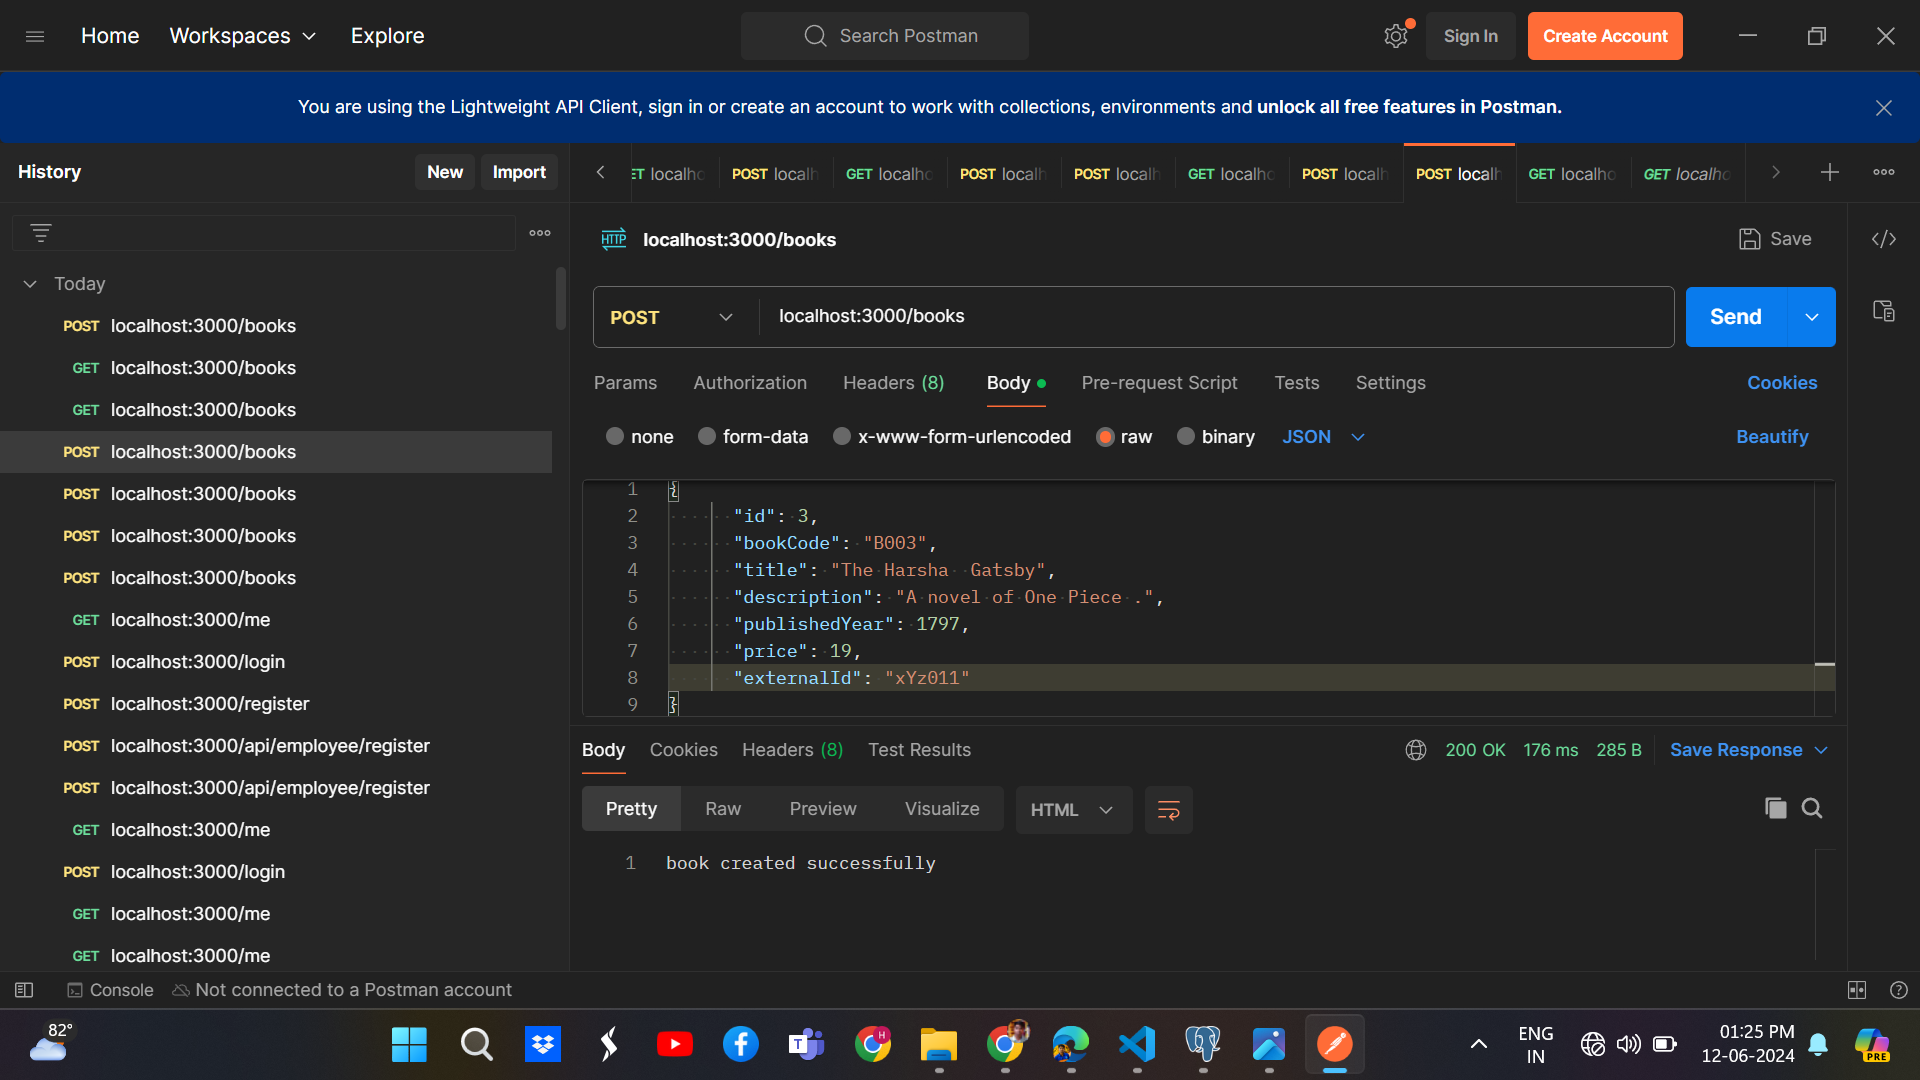 Home Workspaces Explore Search Postman Sign In Create Account
You are using the Lightweight API Client, sign in or create an account to work with collections, environments and unlock all free features in Postman.
History New Import
ET localho POST localh GET localho POST localh POST localh GET localho POST localh POST localh GET localho GET localho
HTTP localhost:3000/books Save
Today
POST localhost:3000/books
GET localhost:3000/books
GET localhost:3000/books
POST localhost:3000/books
POST localhost:3000/books
POST localhost:3000/books
POST localhost:3000/books
GET localhost:3000/me
POST localhost:3000/login
POST localhost:3000/register
POST localhost:3000/api/employee/register
POST localhost:3000/api/employee/register
GET localhost:3000/me
POST localhost:3000/login
GET localhost:3000/me
GET localhost:3000/me
POST localhost:3000/books Send
Params Authorization Headers (8) Body Pre-request Script Tests Settings Cookies
none form-data x-www-form-urlencoded raw binary JSON Beautify
1 {
2 "id": 3,
3 "bookCode": "B003",
4 "title": "The Harsha  Gatsby",
5 "description": "A novel of One Piece .",
6 "publishedYear": 1797,
7 "price": 19,
8 "externalId": "xYz011"
9 }
Body Cookies Headers (8) Test Results 200 OK 176 ms 285 B Save Response
Pretty Raw Preview Visualize HTML
1 book created successfully
Console Not connected to a Postman account
82°
ENG 01:25 PM
IN 12-06-2024
PRE